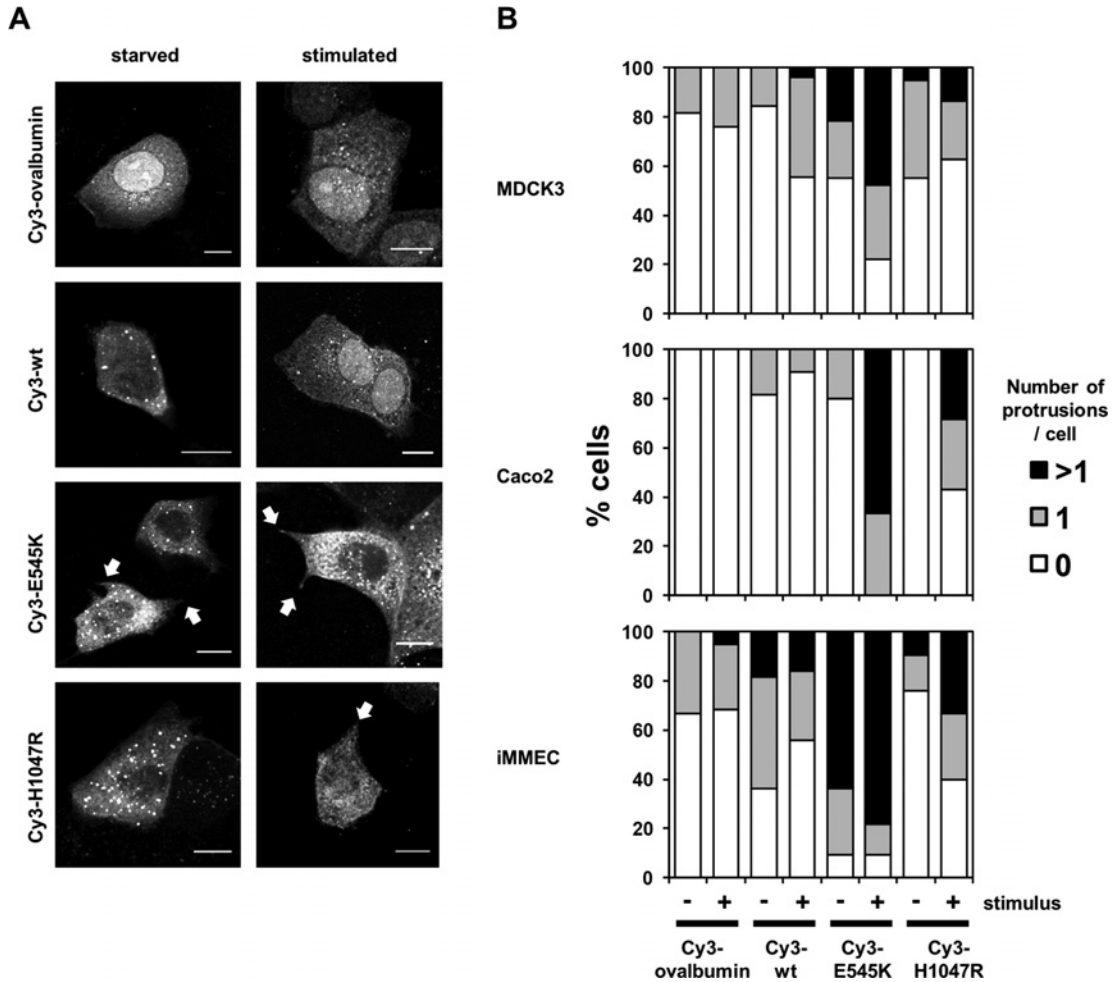 A
starved
stimulated
Cy3-ovalbumin
Cy3-wt
Cy3-E545K
Cy3-H1047R
B
MDCK3
100
80
60
40
20
0
Caco2
100
80
60
40
20
0
iMMEC
100
80
60
40
20
0
% cells
- + - + - + - + stimulus
Cy3-
ovalbumin
Cy3-
wt
Cy3-
E545K
Cy3-
H1047R
Number of
protrusions
/ cell
>1
1
0